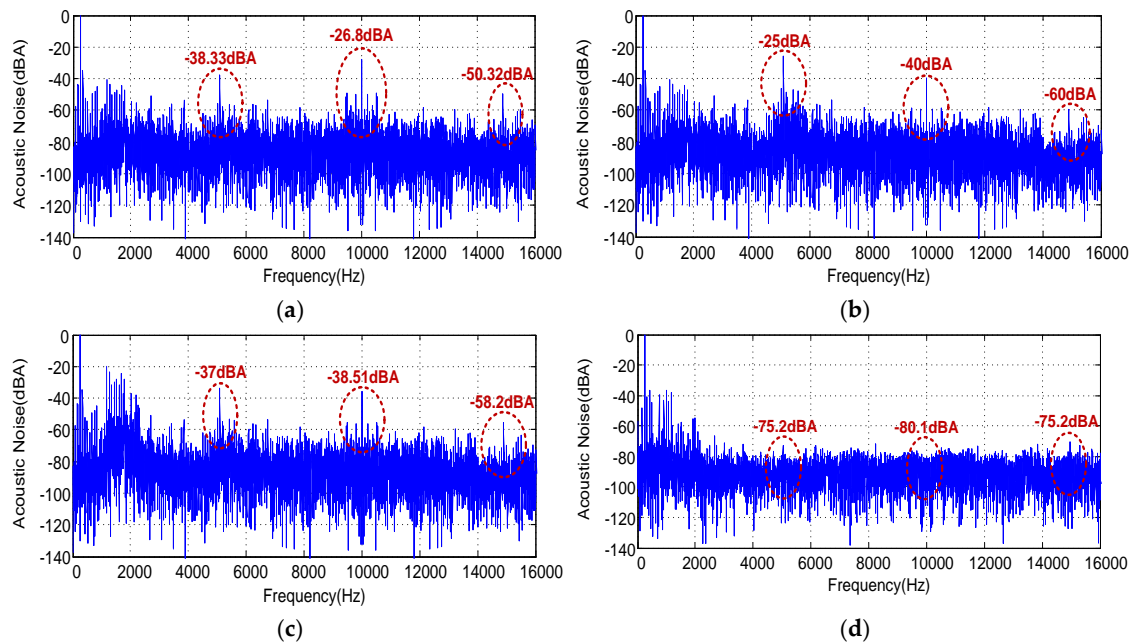 0
-20
-40
-60
-80
-100
-120
-140
Acoustic Noise(dBA)
-38.33dBA
-26.8dBA
-50.32dBA
0 2000 4000 6000 8000 10000 12000 14000 16000
Frequency(Hz)
(a)
0
-20
-40
-60
-80
-100
-120
-140
Acoustic Noise(dBA)
-25dBA
-40dBA
-60dBA
0 2000 4000 6000 8000 10000 12000 14000 16000
Frequency(Hz)
(b)
0
-20
-40
-60
-80
-100
-120
-140
Acoustic Noise(dBA)
-37dBA
-38.51dBA
-58.2dBA
0 2000 4000 6000 8000 10000 12000 14000 16000
Frequency(Hz)
(c)
0
-20
-40
-60
-80
-100
-120
-140
Acoustic Noise(dBA)
-75.2dBA
-80.1dBA
-75.2dBA
0 2000 4000 6000 8000 10000 12000 14000 16000
Frequency(Hz)
(d)